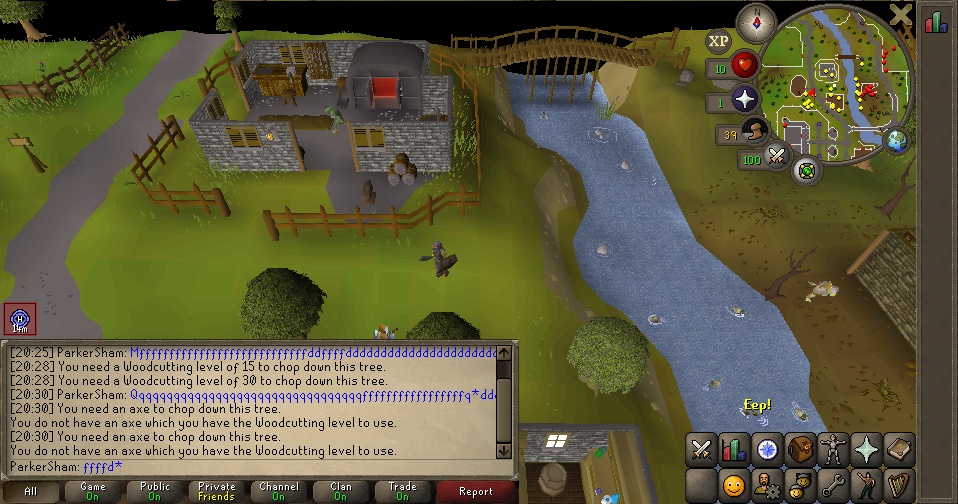 N
XP
10
1
39
100
14m
[20:25] ParkerSham:
[20:28] You need a Woodcutting level of 15 to chop down this tree.
[20:28] You need a Woodcutting level of 30 to chop down this tree.
[20:30] ParkerSham:
[20:30] You need an axe to chop down this tree.
You do not have an axe which you have the Woodcutting level to use.
[20:30] You need an axe to chop down this tree.
You do not have an axe which you have the Woodcutting level to use.
ParkerSham: ffffd*
Eep!
All
Game
On
Public
On
Private
Friends
Channel
On
Clan
On
Trade
On
Report